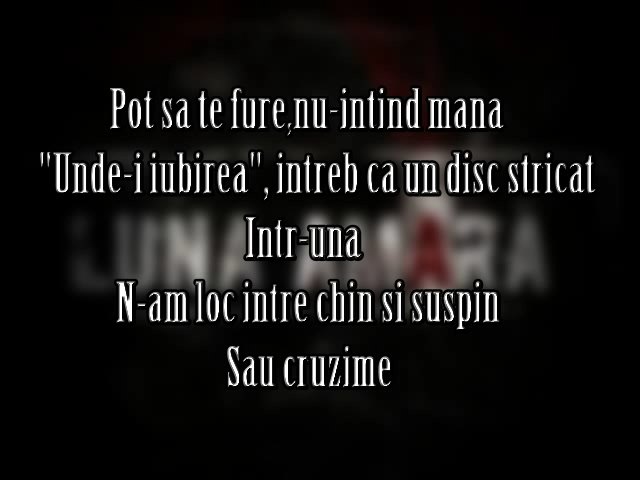 Pot sa te fure,nu-intind mana
"Unde-i iubirea", intreb ca un disc stricat
Intr-una
N-am loc intre chin si suspin
Sau cruzime
LUNA AMARA